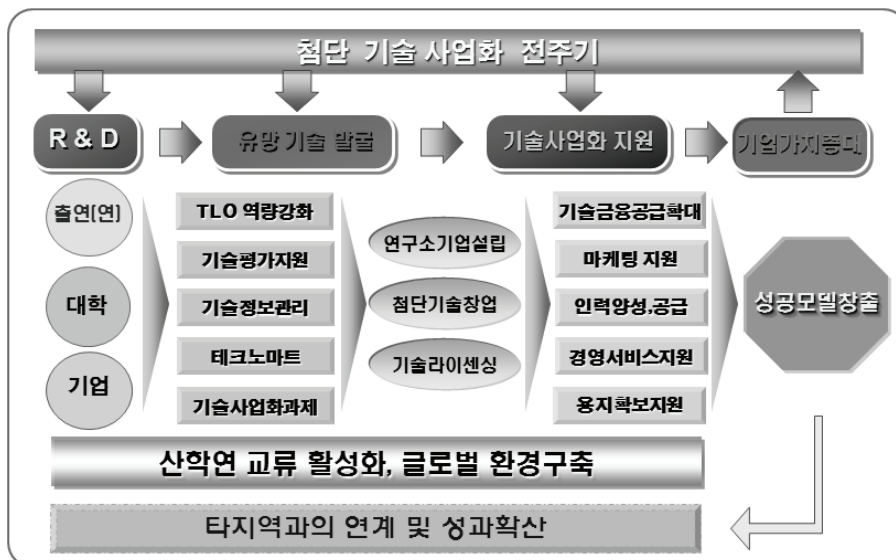 첨단 기술 사업화 전주기
R & D
유망 기술 발굴
기술사업화 지원
기업가치증대
출연(연)
대학
기업
TLO 역량강화
기술평가지원
기술정보관리
테크노마트
기술사업화과제
연구소기업설립
첨단기술창업
기술라이센싱
기술금융공급확대
마케팅 지원
인력양성,공급
경영서비스지원
용지확보지원
성공모델창출
산학연 교류 활성화, 글로벌 환경구축
타지역과의 연계 및 성과확산